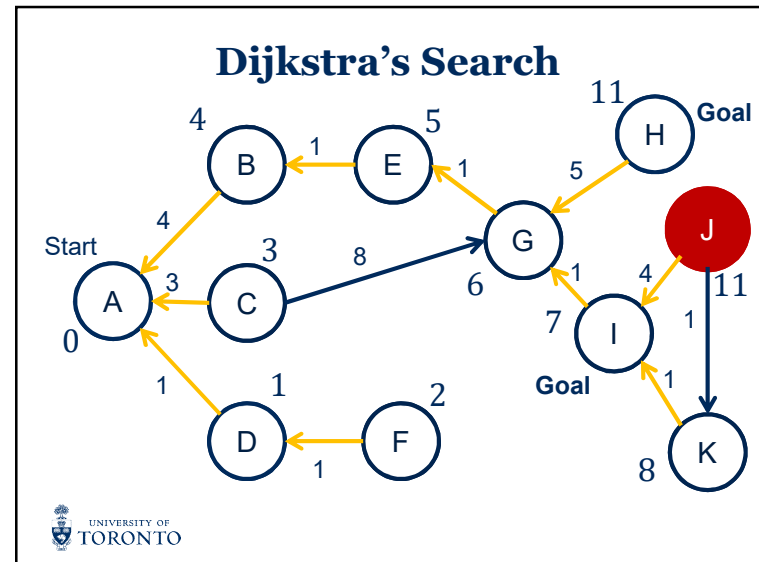 Dijkstra's Search
11
H
Goal
4
B
1
E
5
1
5
J
4
Start
3
8
G
A
3
C
6
1
4
11
0
7
I
1
Goal
1
1
1
2
D
F
1
8
K
UNIVERSITY OF
TORONTO